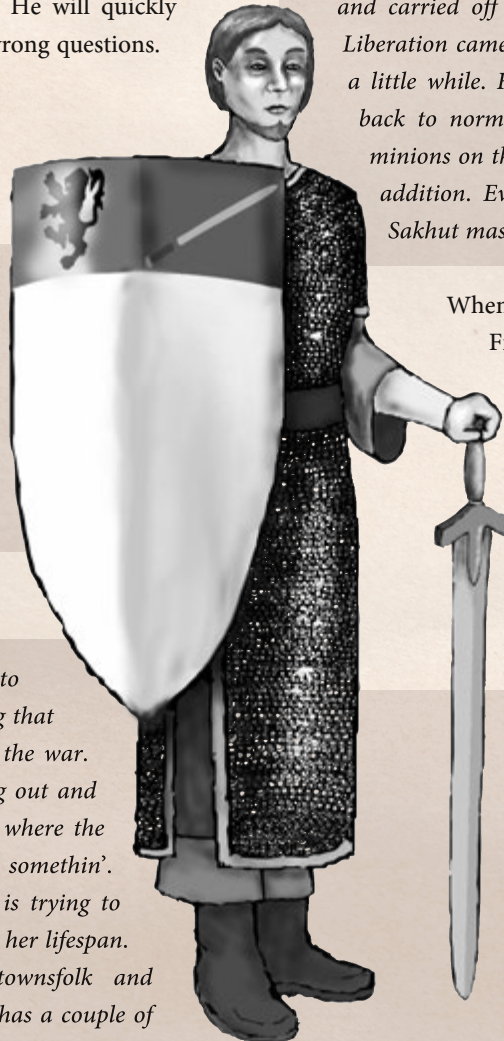 He will quickly
wrong questions.
and carried off
Liberation came
a little while.
back to norm
minions on th
addition. Ev
Sakhut mas
When
to
g that
the war.
g out and
where the
somethin'.
is trying to
her lifespan.
townsfolk and
has a couple of